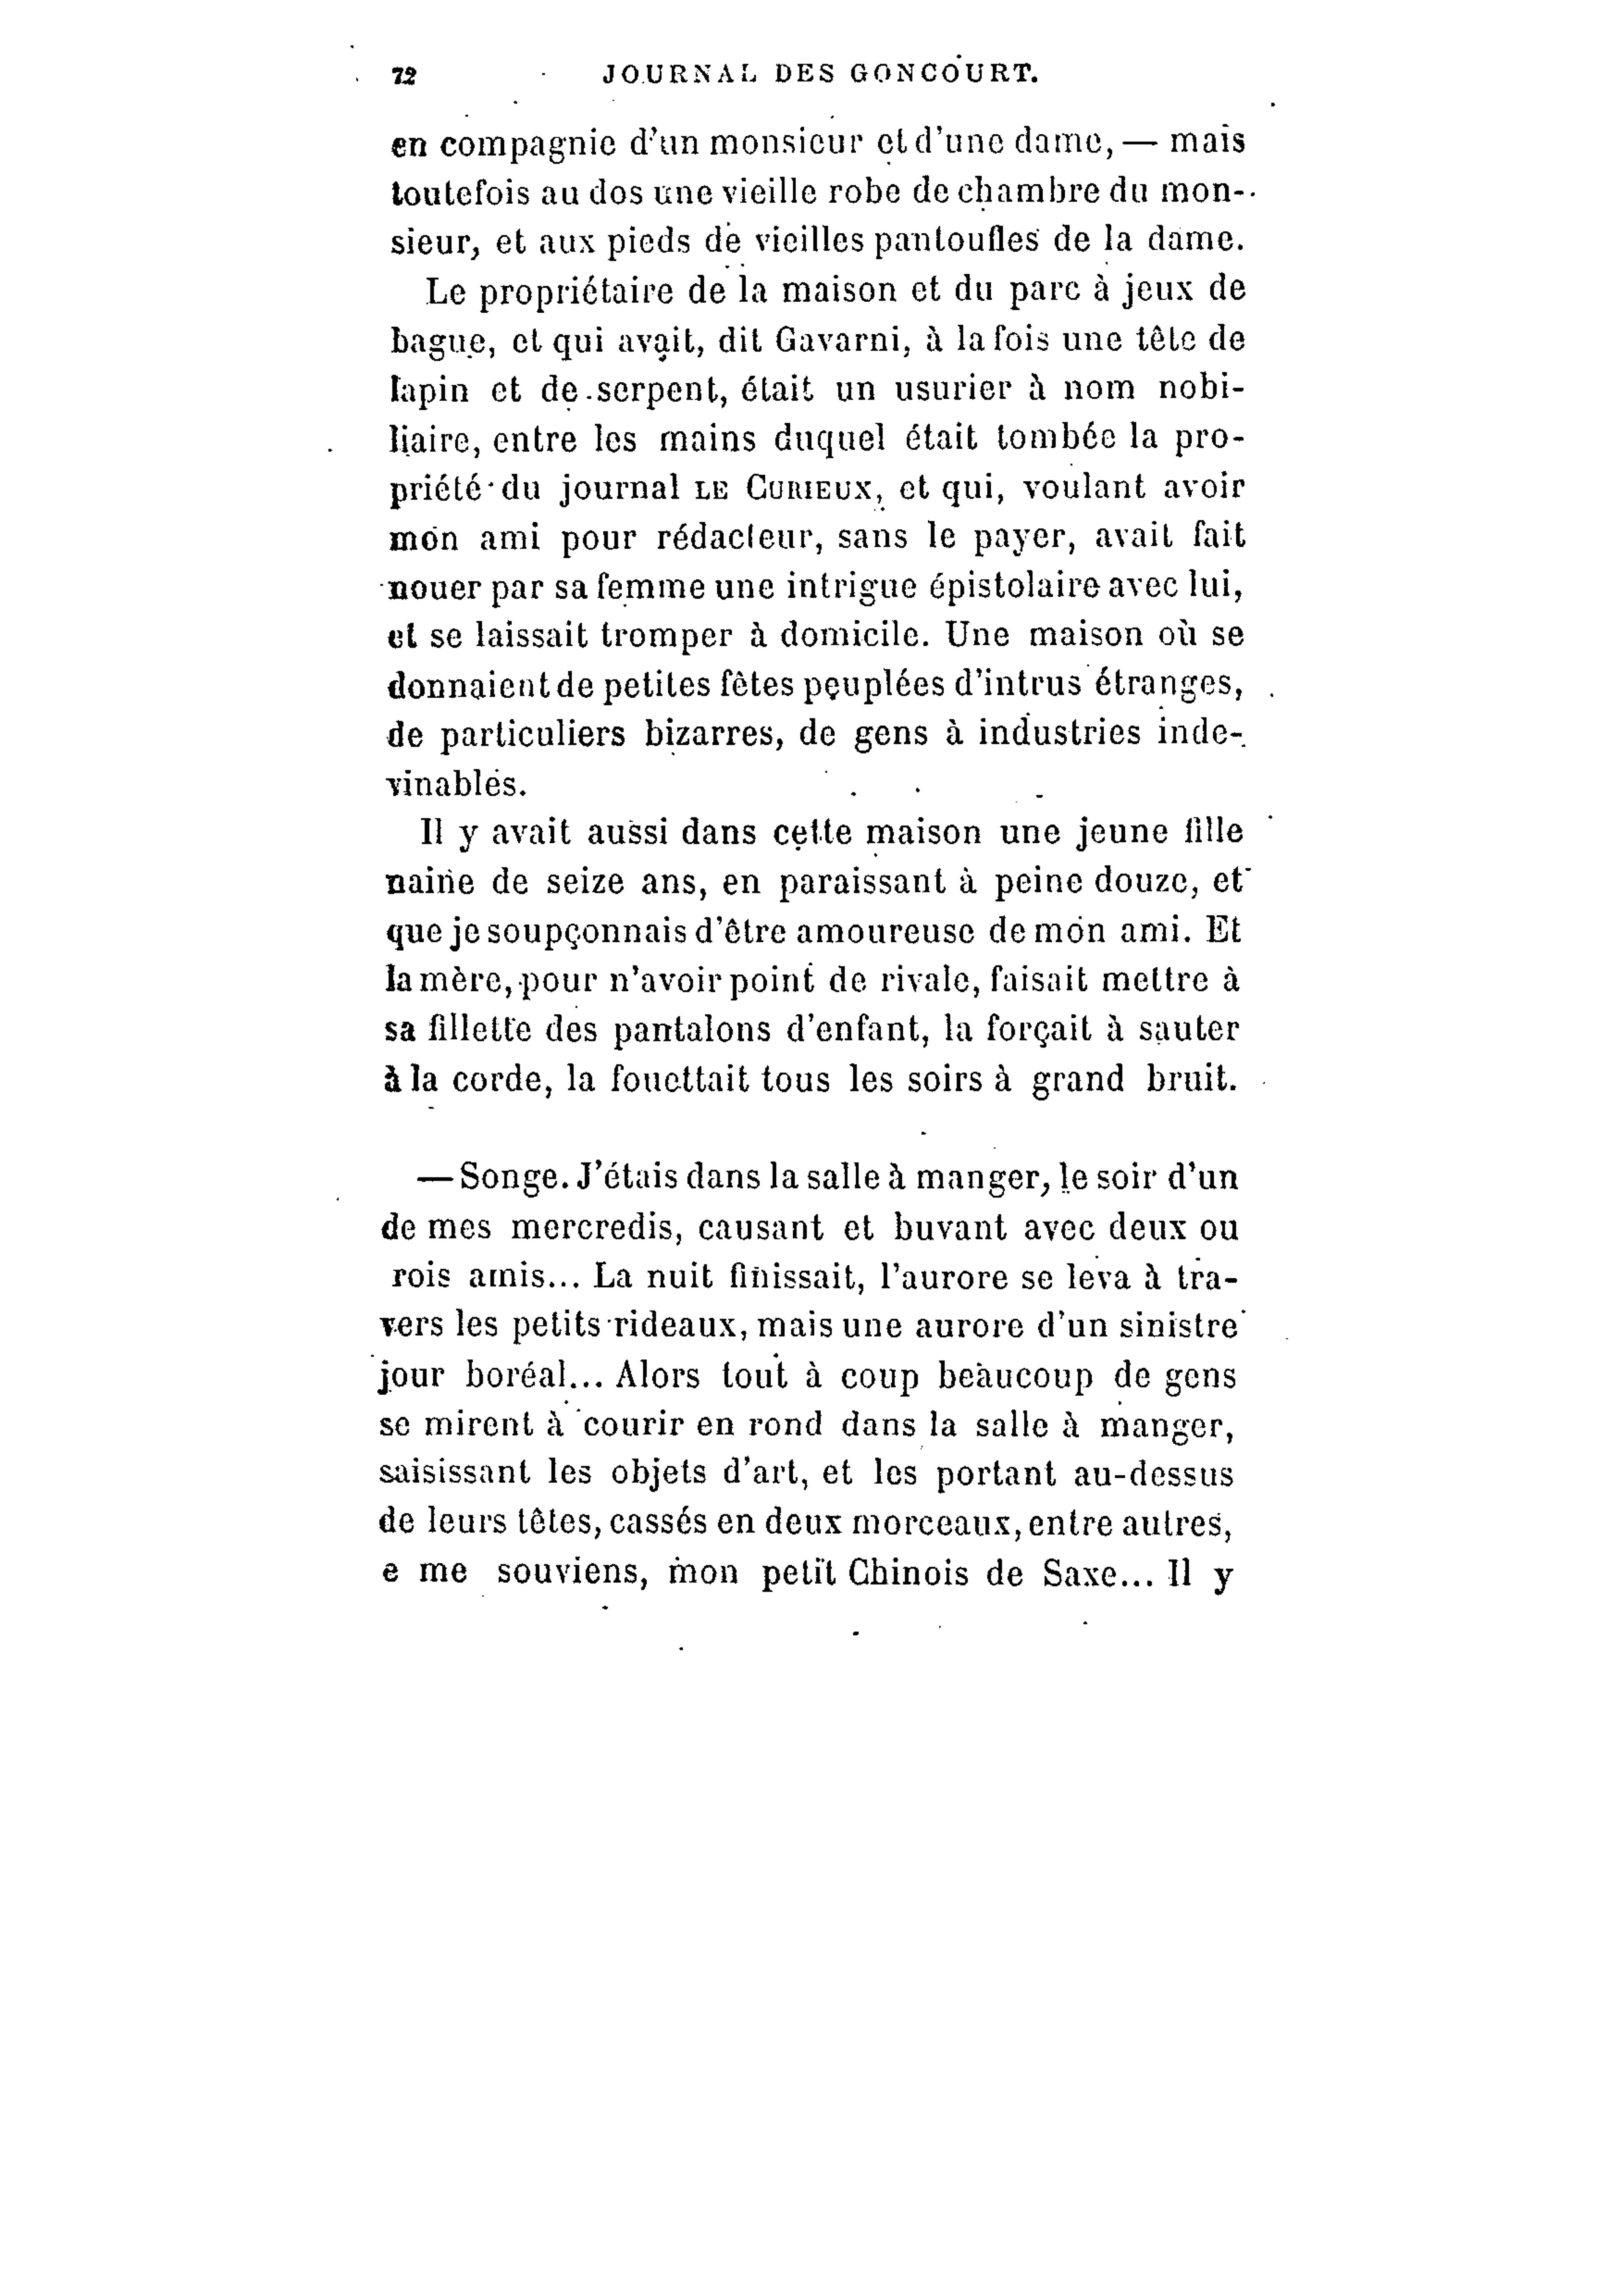 72 JOURNAL DES GONCOURT.
en compagnie d'un monsieur et d'une dame, — mais
toutefois au dos une vieille robe de chambre du mon-
sieur, et aux pieds de vieilles pantoufles de la dame.
Le propriétaire de la maison et du parc à jeux de
bague, et qui avait, dit Gavarni, à la fois une tête de
lapin et de serpent, était un usurier à nom nobi-
liaire, entre les mains duquel était tombée la pro-
priété du journal LE CURIEUX, et qui, voulant avoir
mon ami pour rédacteur, sans le payer, avait fait
nouer par sa femme une intrigue épistolaire avec lui,
et se laissait tromper à domicile. Une maison où se
donnaient de petites fêtes peuplées d'intrus étranges,
de particuliers bizarres, de gens à industries inde-
vinables.
Il y avait aussi dans cette maison une jeune fille
naine de seize ans, en paraissant à peine douze, et
que je soupçonnais d'être amoureuse de mon ami. Et
la mère, pour n'avoir point de rivale, faisait mettre à
sa fillette des pantalons d'enfant, la forçait à sauter
à la corde, la fouettait tous les soirs à grand bruit.
— Songe. J'étais dans la salle à manger, le soir d'un
de mes mercredis, causant et buvant avec deux ou
rois amis... La nuit finissait, l'aurore se leva à tra-
vers les petits rideaux, mais une aurore d'un sinistre
jour boréal... Alors tout à coup beaucoup de gens
se mirent à courir en rond dans la salle à manger,
saisissant les objets d'art, et les portant au-dessus
de leurs têtes, cassés en deux morceaux, entre autres,
e me souviens, mon petit Chinois de Saxe... Il y